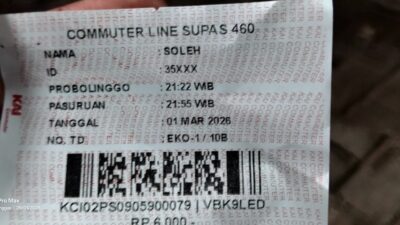 COMMUTER LINE SUPAS 460
NAMA : SOLEH
ID : 35XXX
PROBOLINGGO : 21:22 WIB
PASURUAN : 21:55 WIB
TANGGAL : 01 MAR 2026
NO. TD : EKO-1 / 10B
KCI02PS0905900079 | VBK9LED
RP 6.000,-
KAI